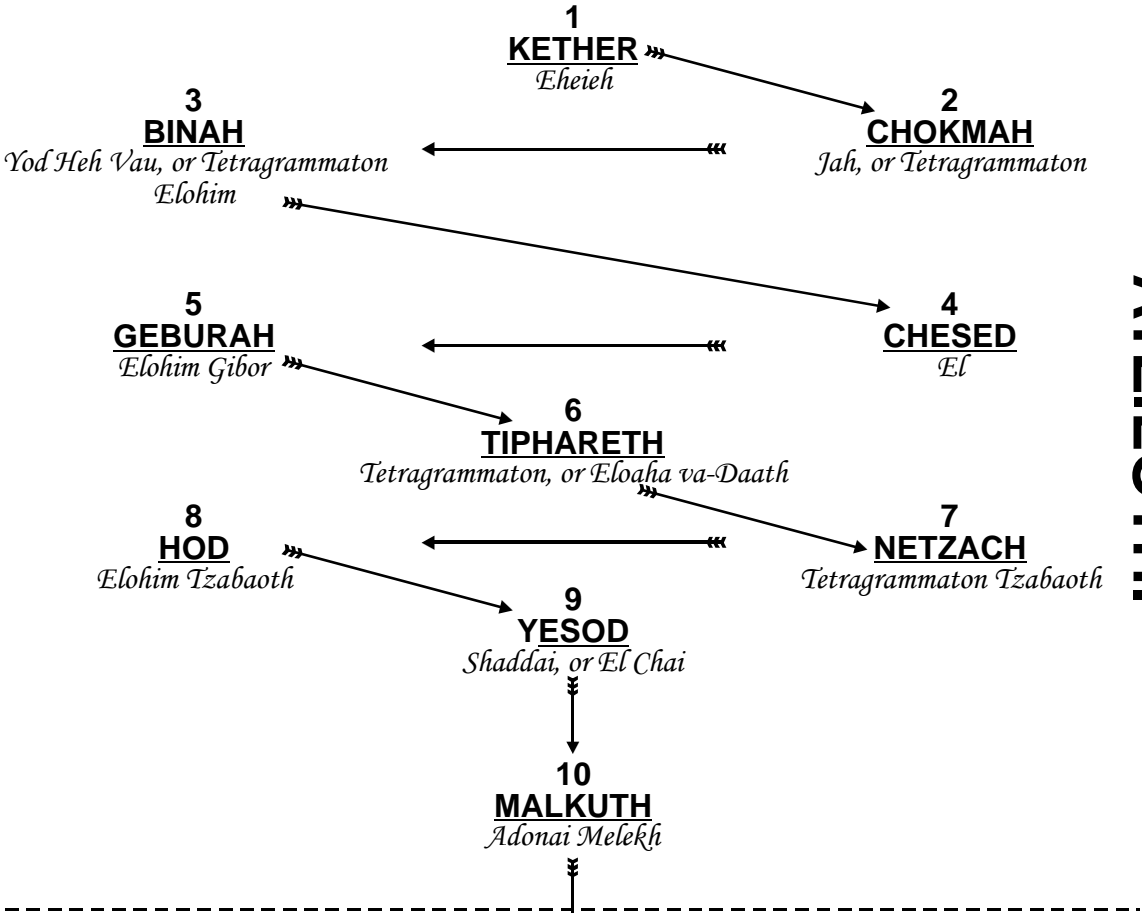 1
KETHER
Eheieh
3
BINAH
Yod Heh Vau, or Tetragrammaton
Elohim
2
CHOKMAH
Jah, or Tetragrammaton
5
GEBURAH
Elohim Gibor
4
CHESED
El
6
TIPHARETH
Tetragrammaton, or Eloaha va-Daath
8
HOD
Elohim Tzabaoth
7
NETZACH
Tetragrammaton Tzabaoth
9
YESOD
Shaddai, or El Chai
10
MALKUTH
Adonai Melekh